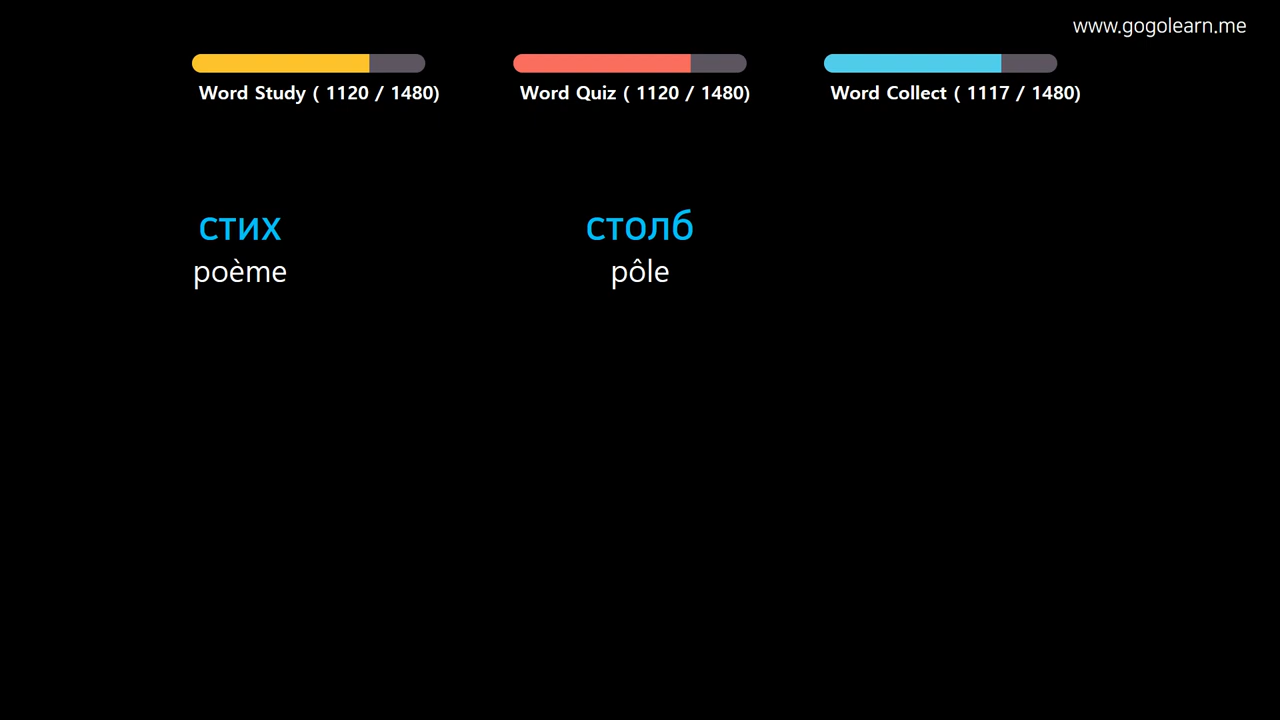 www.gogolearn.me
Word Study ( 1120 / 1480)
Word Quiz ( 1120 / 1480)
Word Collect ( 1117 / 1480)
стих
poème
столб
pôle